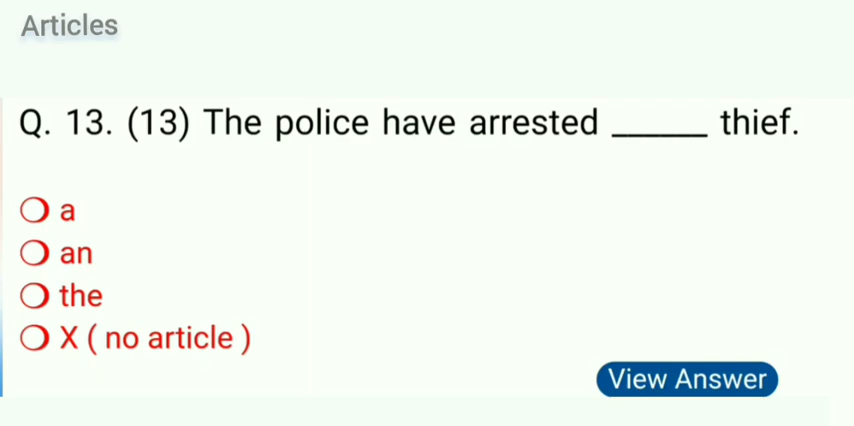 Articles
Q. 13. (13) The police have arrested ______ thief.
a
an
the
X ( no article )
View Answer